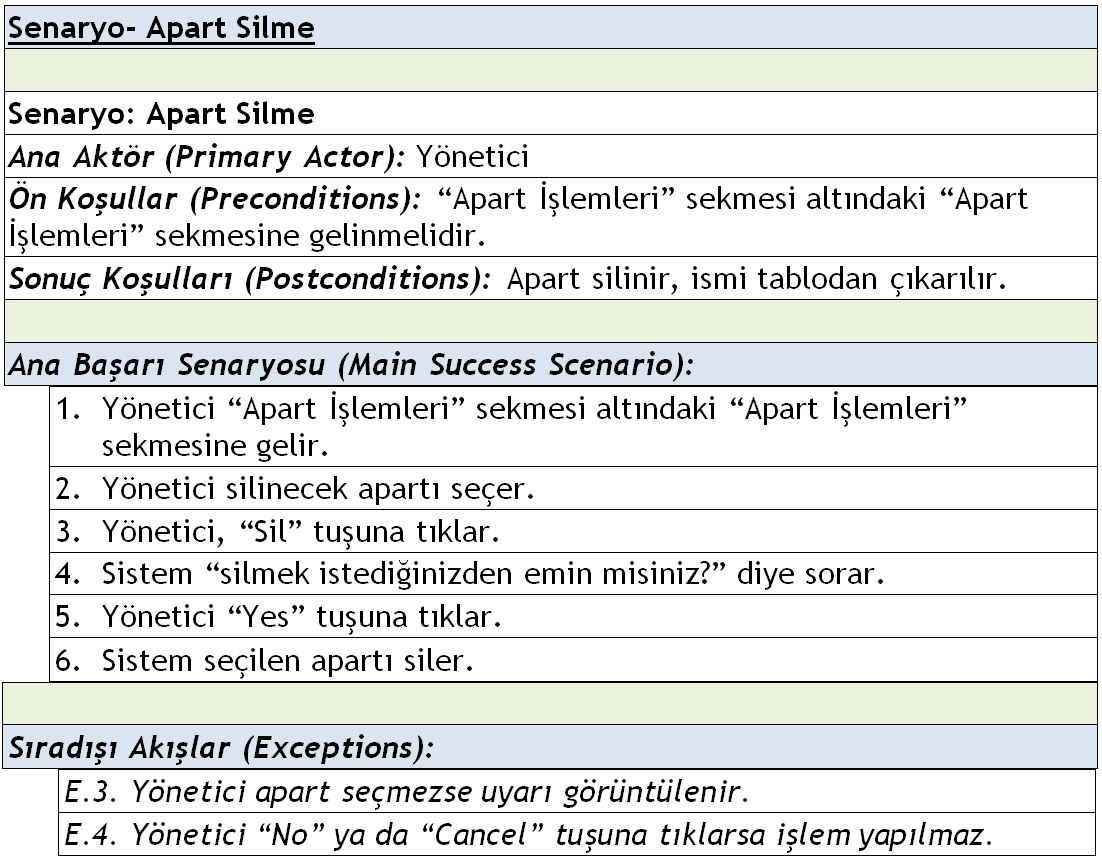 Senaryo- Apart Silme
Senaryo: Apart Silme
Ana Aktör (Primary Actor): Yönetici
Ön Koşullar (Preconditions): “Apart İşlemleri” sekmesi altındaki “Apart
İşlemleri” sekmesine gelinmelidir.
Sonuç Koşulları (Postconditions): Apart silinir, ismi tablodan çıkarılır.
Ana Başarı Senaryosu (Main Success Scenario):
1. Yönetici “Apart İşlemleri” sekmesi altındaki “Apart İşlemleri”
sekmesine gelir.
2. Yönetici silinecek apartı seçer.
3. Yönetici, “Sil” tuşuna tıklar.
4. Sistem “silmek istediğinizden emin misiniz?” diye sorar.
5. Yönetici “Yes” tuşuna tıklar.
6. Sistem seçilen apartı siler.
Sıradışı Akışlar (Exceptions):
E.3. Yönetici apart seçmezse uyarı görüntülenir.
E.4. Yönetici “No” ya da “Cancel” tuşuna tıklarsa işlem yapılmaz.